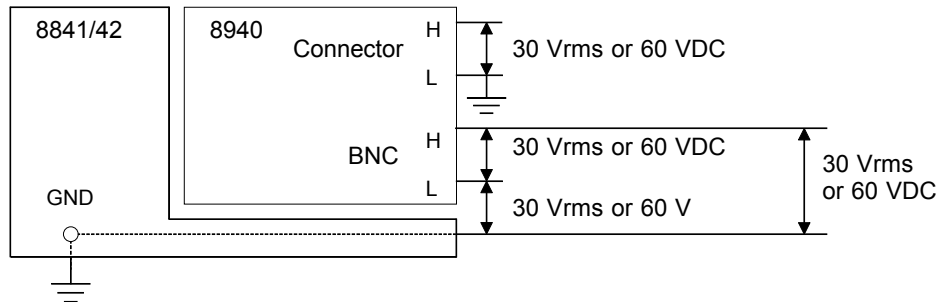 8841/42
8940
Connector
H
L
30 Vrms or 60 VDC
BNC
H
L
30 Vrms or 60 VDC
30 Vrms or 60 V
30 Vrms
or 60 VDC
GND